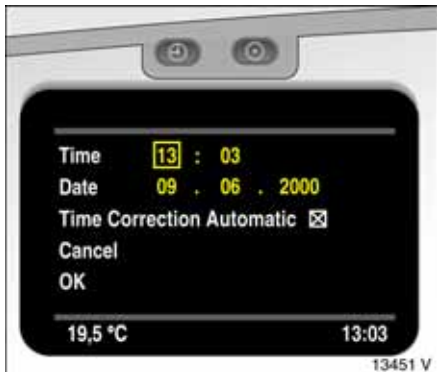 Time 13 : 03
Date 09 . 06 . 2000
Time Correction Automatic ☒
Cancel
OK
19,5 °C 13:03
13451 V